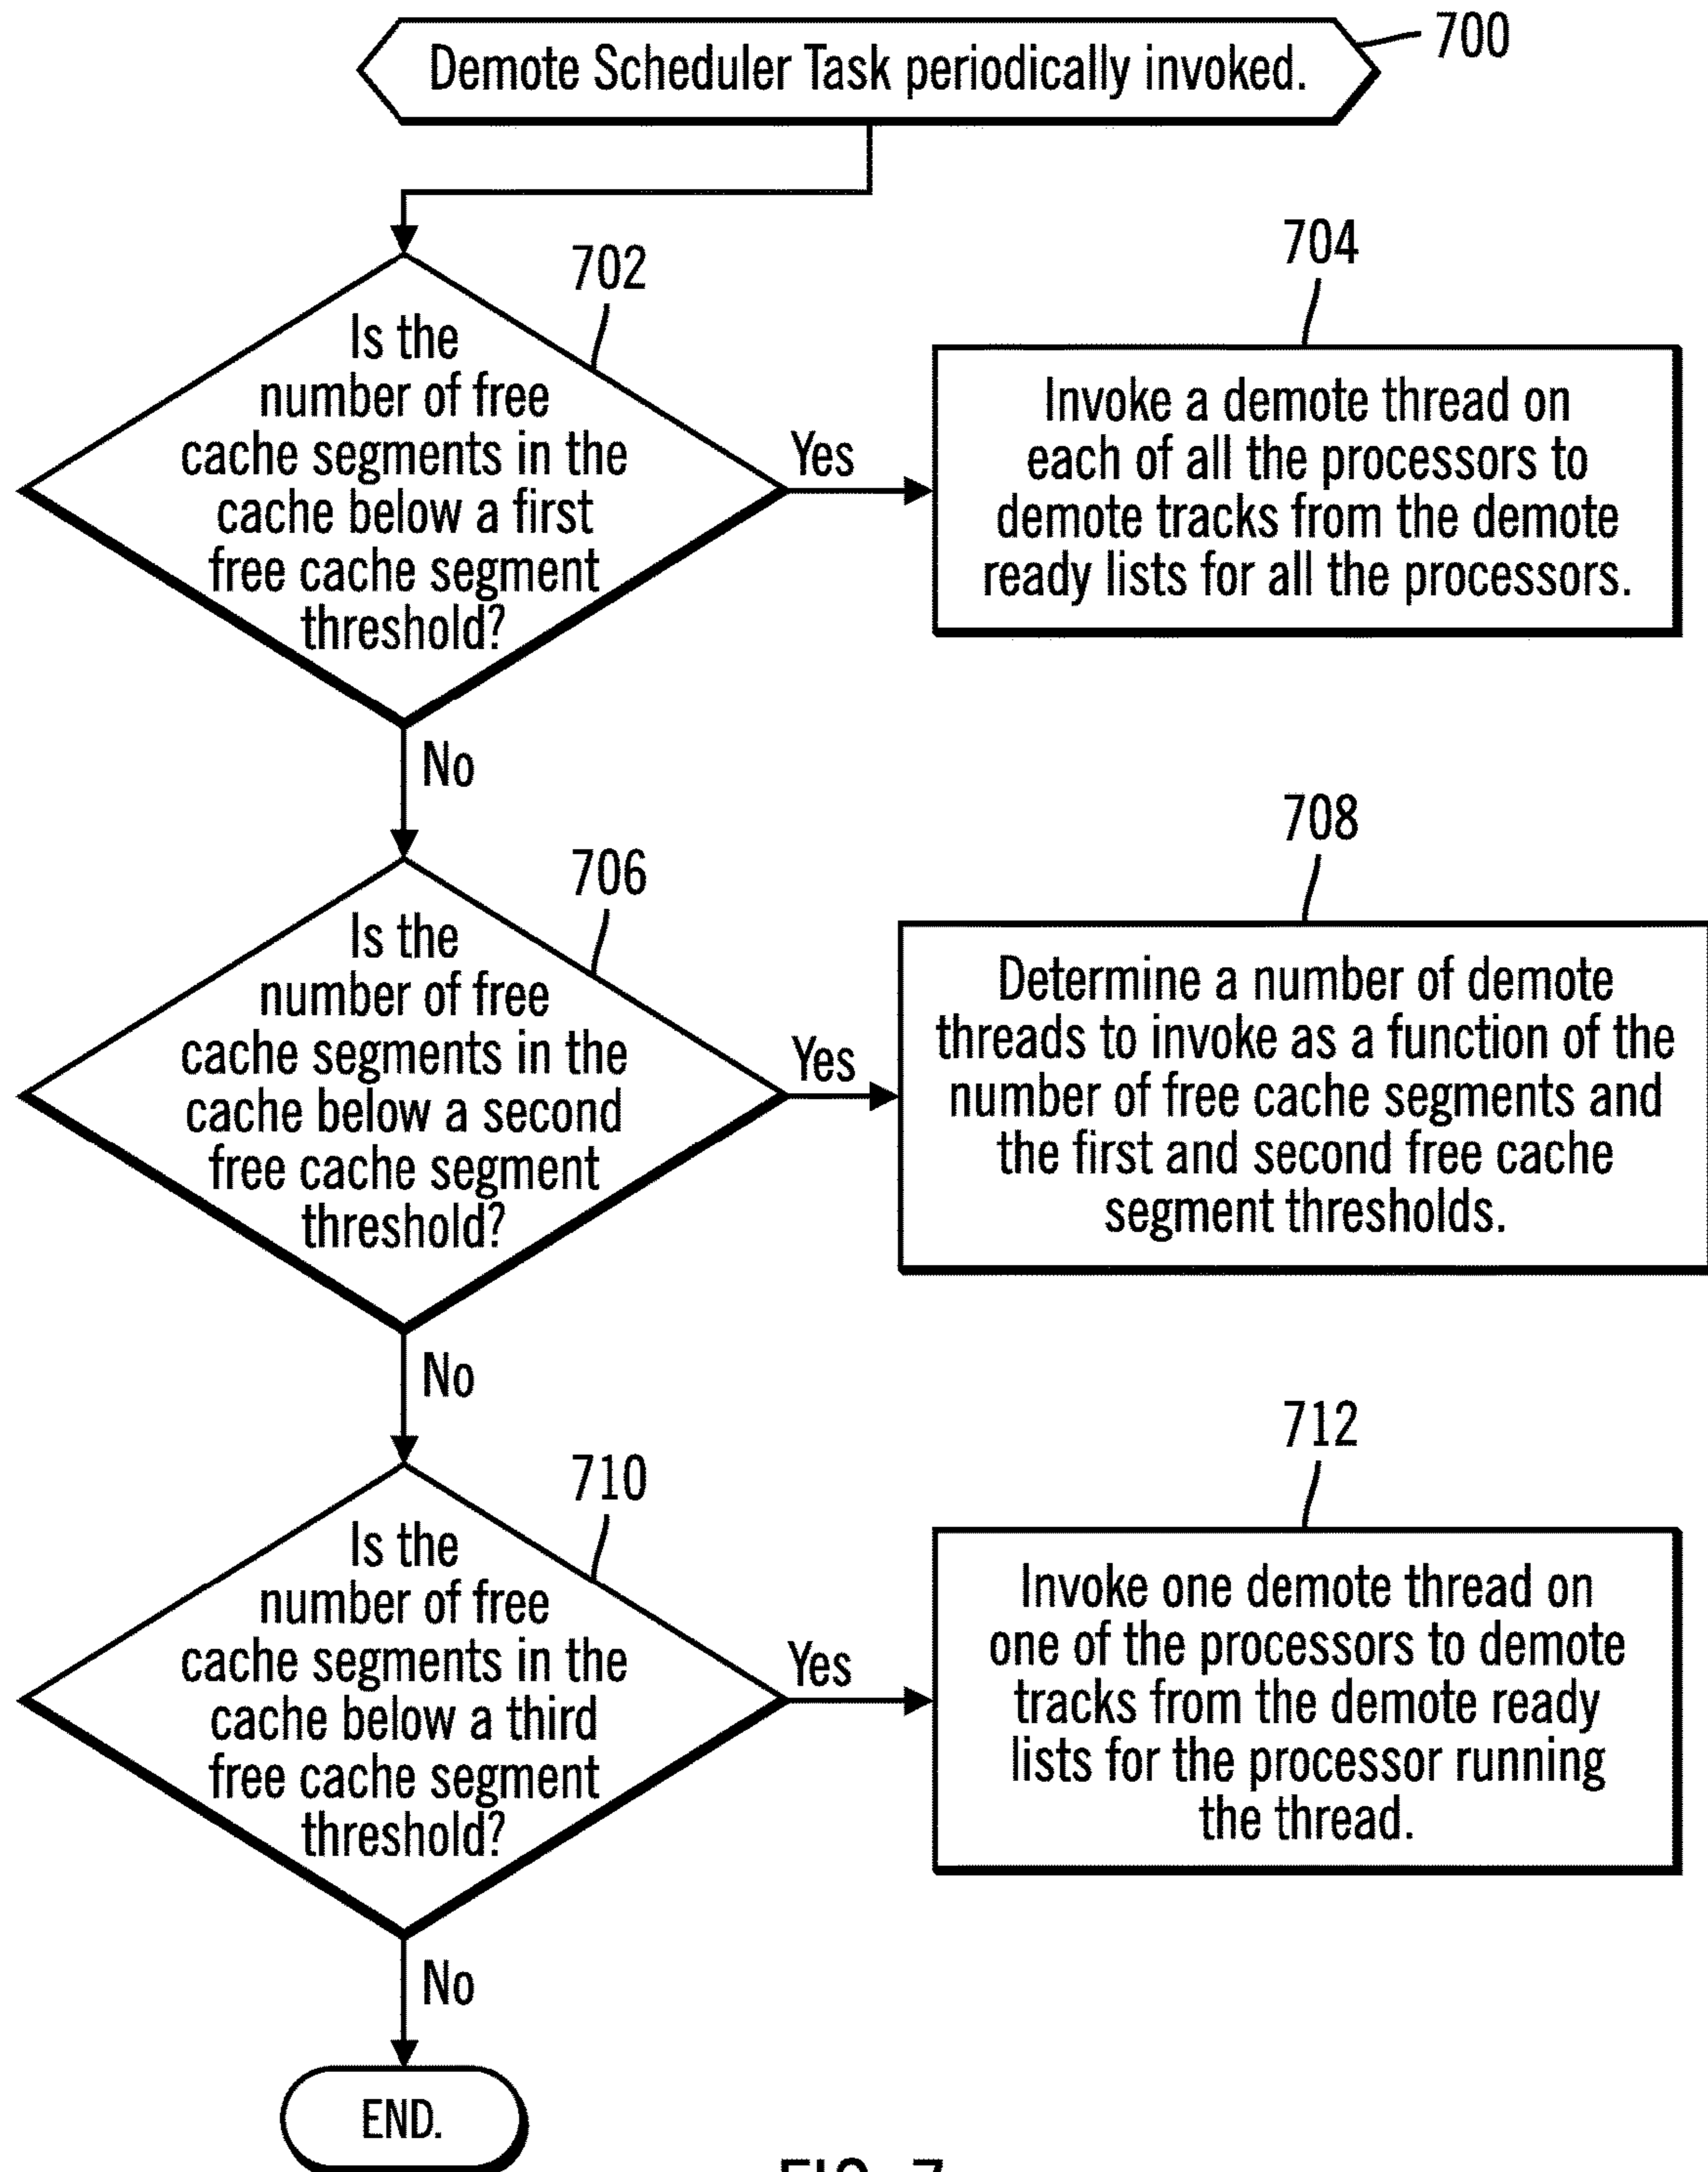 Demote Scheduler Task periodically invoked.
700
702
Is the
number of free
cache segments in the
cache below a first
free cache segment
threshold?
Yes
704
Invoke a demote thread on
each of all the processors to
demote tracks from the demote
ready lists for all the processors.
No
706
Is the
number of free
cache segments in the
cache below a second
free cache segment
threshold?
Yes
708
Determine a number of demote
threads to invoke as a function of the
number of free cache segments and
the first and second free cache
segment thresholds.
No
710
Is the
number of free
cache segments in the
cache below a third
free cache segment
threshold?
Yes
712
Invoke one demote thread on
one of the processors to demote
tracks from the demote ready
lists for the processor running
the thread.
No
END.
FIG. 7